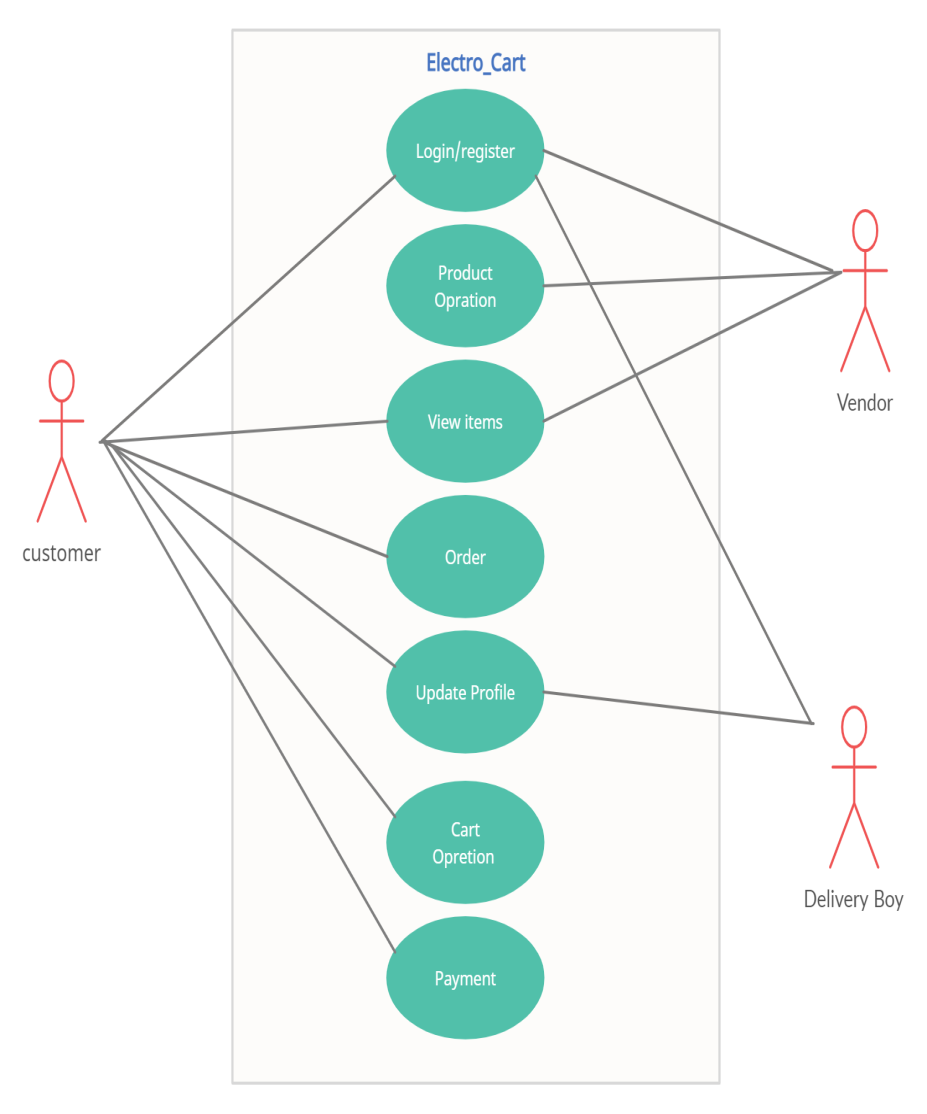 Electro_Cart
Login/register
Product
Opration
View items
Order
Update Profile
Cart
Opretion
Payment
customer
Vendor
Delivery Boy